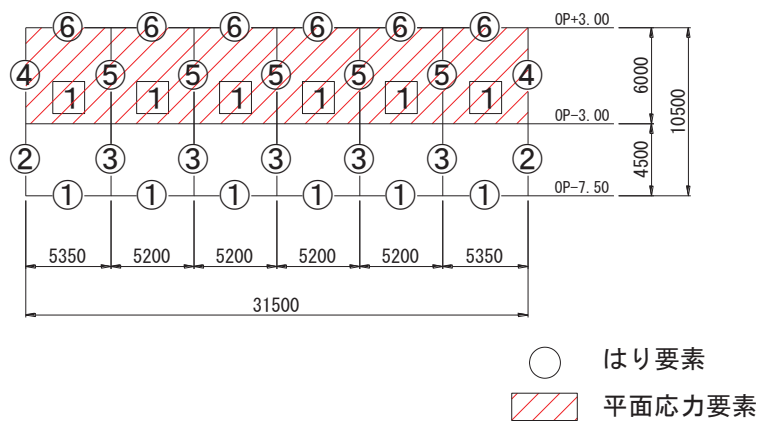 ⑥ ⑥ ⑥ ⑥ ⑥ ⑥ OP+3.00
④ ⑤ ⑤ ⑤ ⑤ ⑤ ④ 6000
1 1 1 1 1 1
10500
OP-3.00
② ③ ③ ③ ③ ③ ② 4500
① ① ① ① ① ① OP-7.50
5350 5200 5200 5200 5200 5350
31500
はり要素
平面応力要素